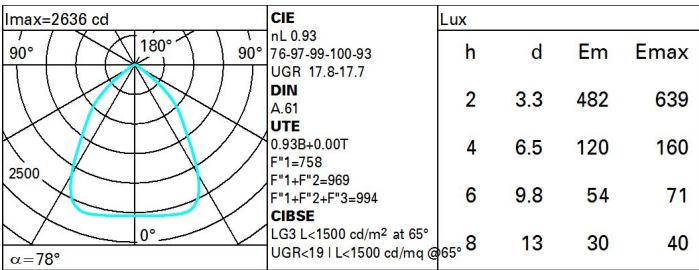 Imax=2636 cd
90° 180° 90°
2500
0°
α=78°
CIE
nL 0.93
76-97-99-100-93
UGR 17.8-17.7
DIN
A.61
UTE
0.93B+0.00T
F"1=758
F"1+F"2=969
F"1+F"2+F"3=994
CIBSE
LG3 L<1500 cd/m² at 65°
UGR<19 | L<1500 cd/mq @65°
Lux
h d Em Emax
2 3.3 482 639
4 6.5 120 160
6 9.8 54 71
8 13 30 40